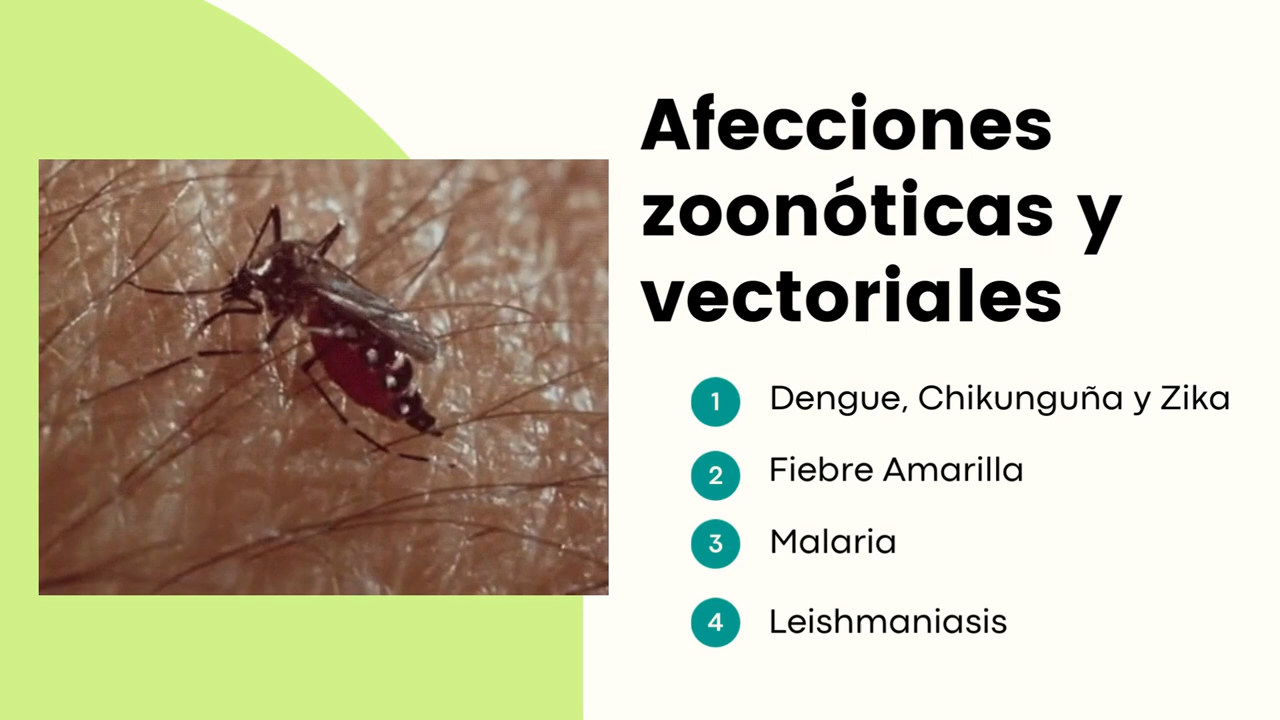 Afecciones
zoonóticas y
vectoriales
1 Dengue, Chikunguña y Zika
2 Fiebre Amarilla
3 Malaria
4 Leishmaniasis